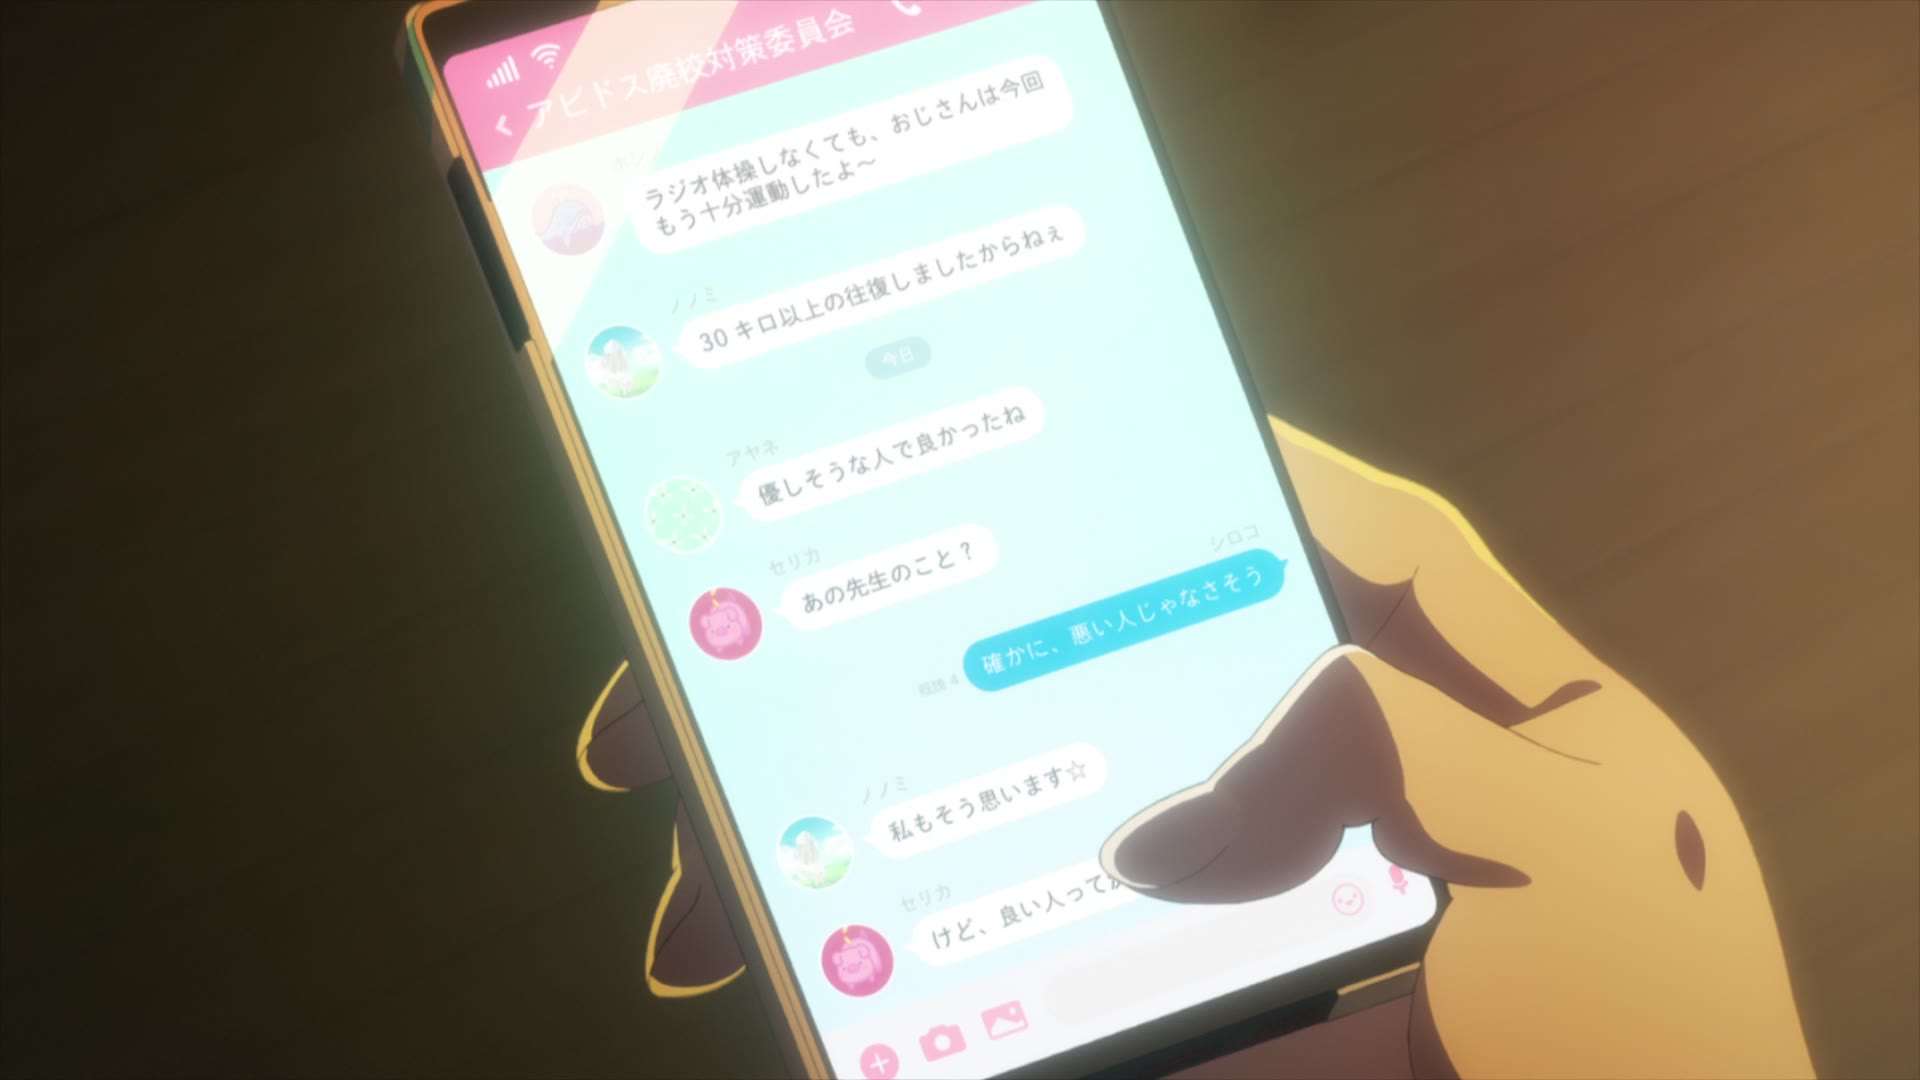 アビドス廃校対策委員会
ラジオ体操しなくても、おじさんは今回
もう十分運動したよ〜
ノノミ
30 キロ以上の往復しましたからねぇ
今日
アヤネ
優しそうな人で良かったね
セリカ
あの先生のこと？
シロコ
確かに、悪い人じゃなさそう
既読 4
ノノミ
私もそう思います☆
セリカ
けど、良い人って